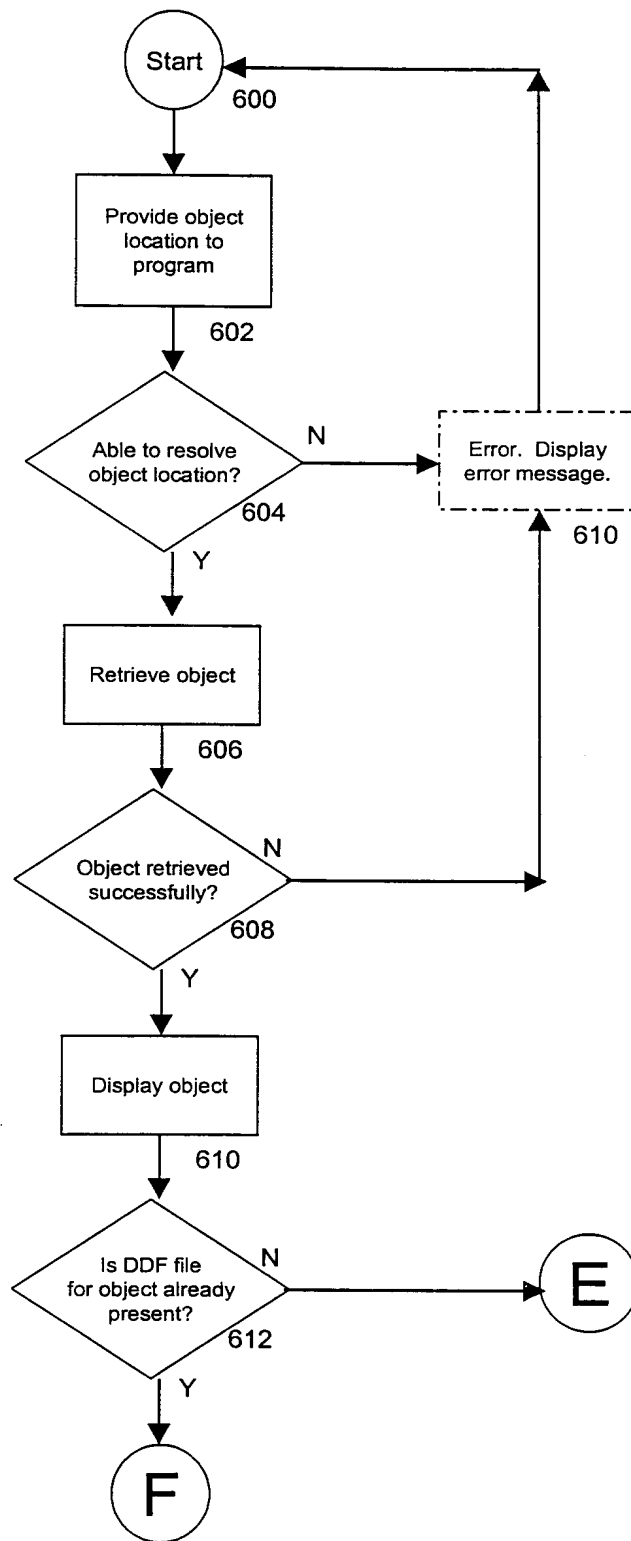 Start
600
Provide object
location to
program
602
Able to resolve
object location?
N
604
Y
Error. Display
error message.
610
Retrieve object
606
Object retrieved
successfully?
N
608
Y
Display object
610
Is DDF file
for object already
present?
N
612
Y
E
F